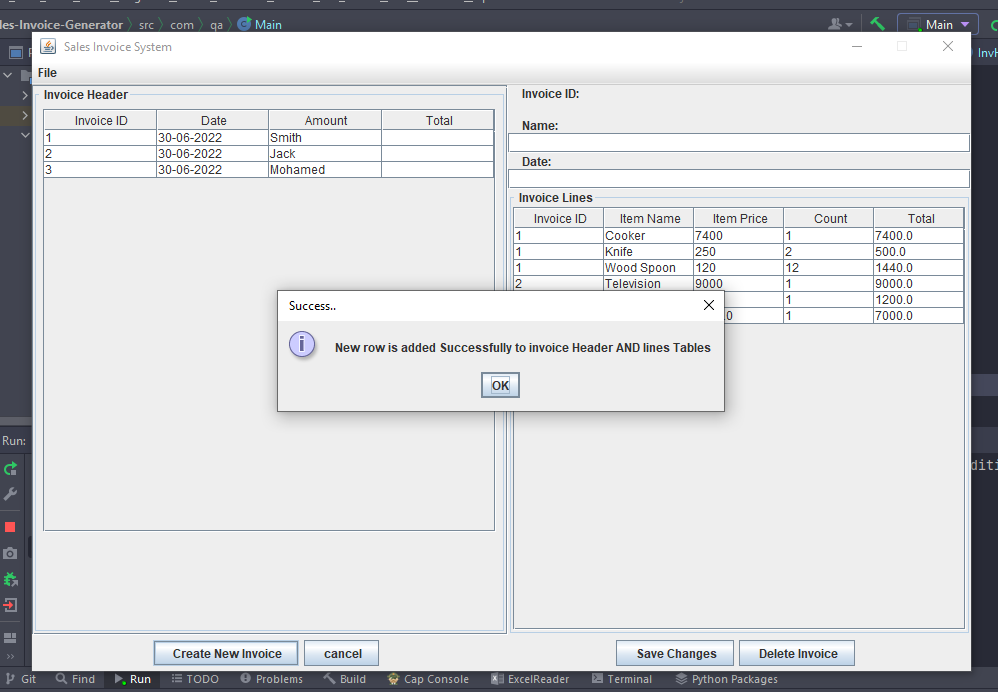 les-Invoice-Generator src com qa Main Main
Sales Invoice System
File
InvH
Invoice Header
Invoice ID Date Amount Total
1 30-06-2022 Smith
2 30-06-2022 Jack
3 30-06-2022 Mohamed
Invoice ID:
Name:
Date:
Invoice Lines
Invoice ID Item Name Item Price Count Total
1 Cooker 7400 1 7400.0
1 Knife 250 2 500.0
1 Wood Spoon 120 12 1440.0
2 Television 9000 1 9000.0
1 1200.0
0 1 7000.0
Success..
New row is added Successfully to invoice Header AND lines Tables
OK
Run:
diti
Create New Invoice cancel Save Changes Delete Invoice
Git Find Run TODO Problems Build Cap Console ExcelReader Terminal Python Packages